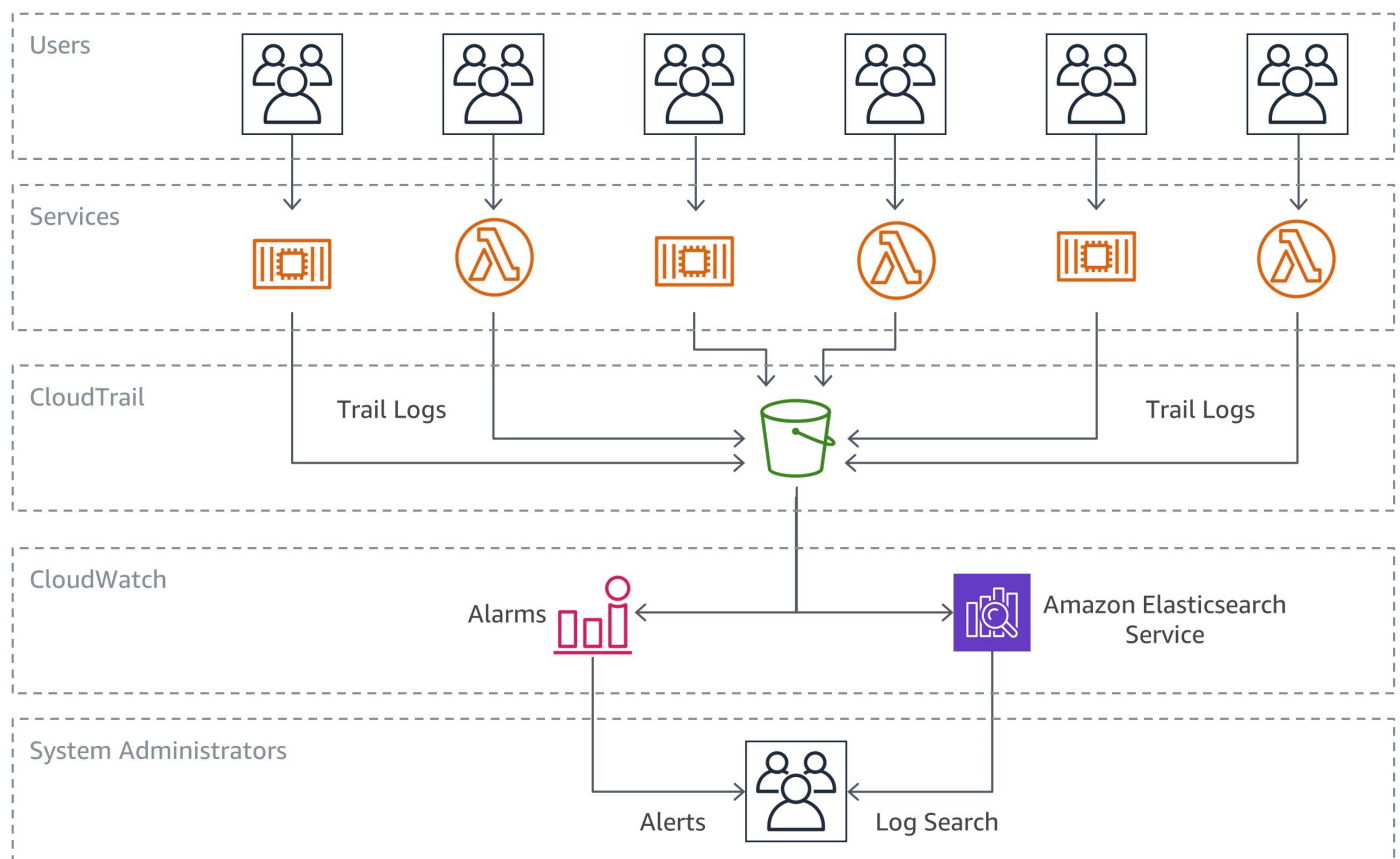 Users
Services
CloudTrail
Trail Logs
Trail Logs
CloudWatch
Alarms
Amazon Elasticsearch
Service
System Administrators
Alerts
Log Search